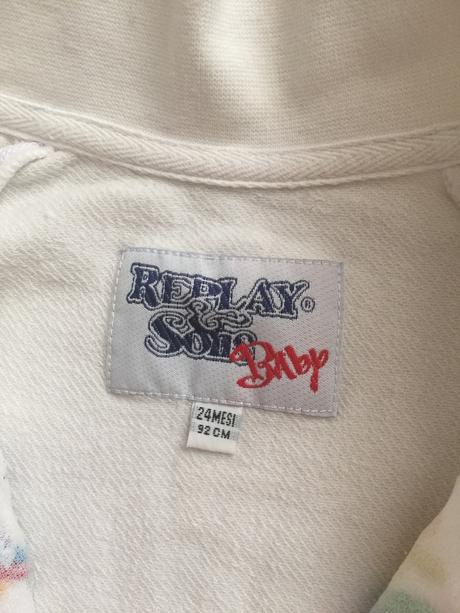 REPLAY®
& Sons
Baby
24MESI
92 CM